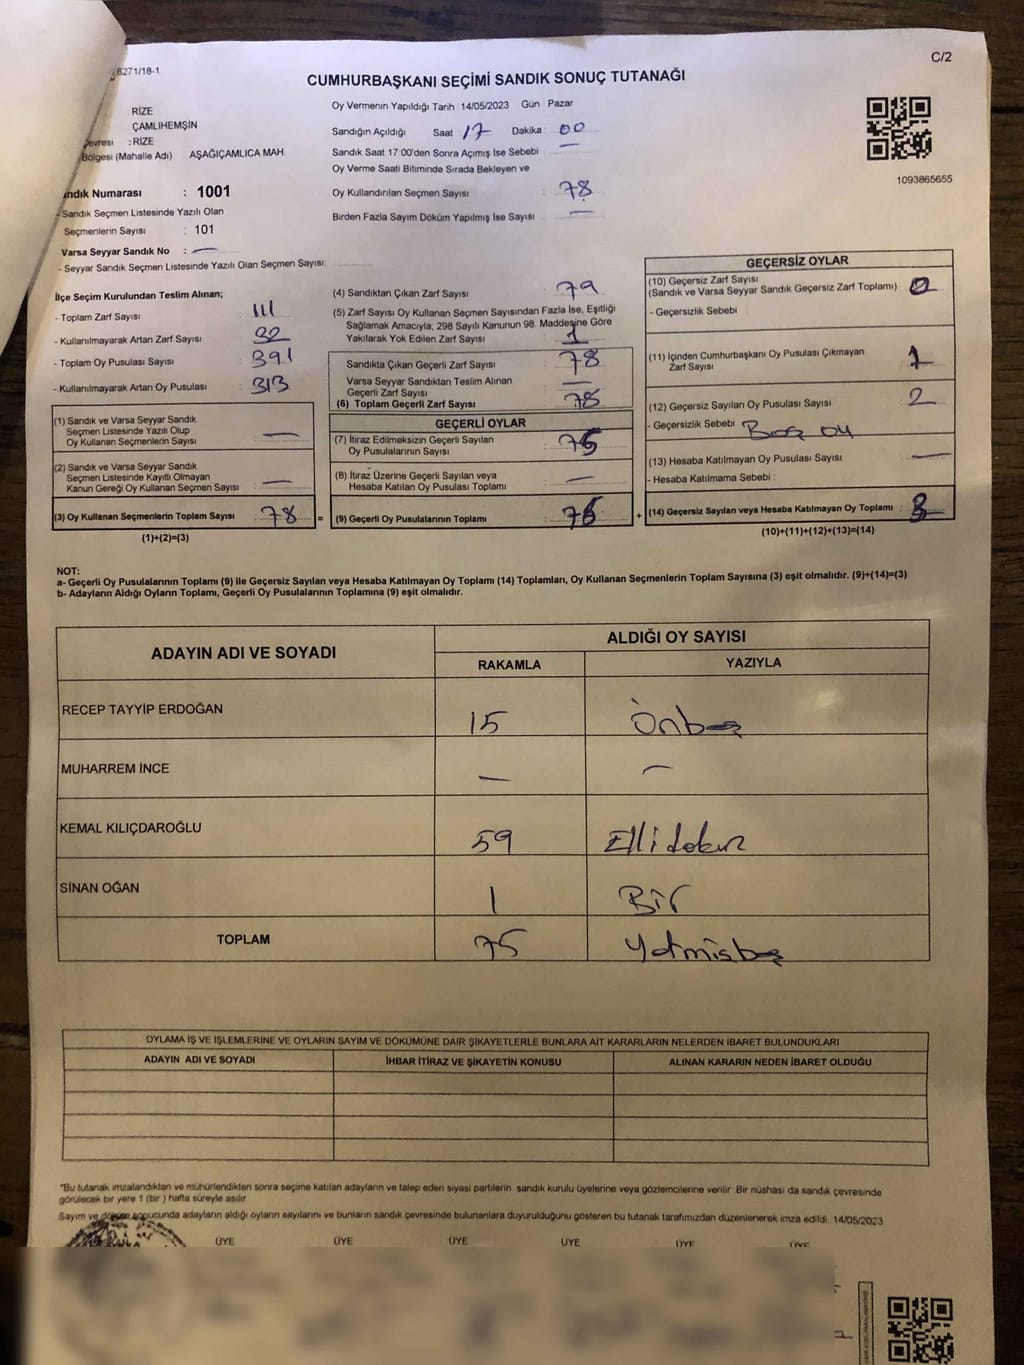 6271/18-1
C/2
CUMHURBAŞKANI SEÇİMİ SANDIK SONUÇ TUTANAĞI
RİZE
ÇAMLIHEMŞİN
: RİZE
Bölgesi (Mahalle Adı) AŞAĞIÇAMLICA MAH.
Sandık Numarası : 1001
- Sandık Seçmen Listesinde Yazılı Olan
Seçmenlerin Sayısı : 101
Varsa Seyyar Sandık No : —
- Seyyar Sandık Seçmen Listesinde Yazılı Olan Seçmen Sayısı:
Oy Vermenin Yapıldığı Tarih : 14/05/2023 Gün Pazar
Sandığın Açıldığı Saat : 17 Dakika : 00
Sandık Saat 17:00'den Sonra Açımış İse Sebebi : —
Oy Verme Saati Bitiminde Sırada Bekleyen ve
Oy Kullandırılan Seçmen Sayısı : 78
Birden Fazla Sayım Döküm Yapılmış İse Sayısı : —
1093865655
İlçe Seçim Kurulundan Teslim Alınan;
- Toplam Zarf Sayısı : 111
- Kullanılmayarak Artan Zarf Sayısı : 32
- Toplam Oy Pusulası Sayısı : 391
- Kullanılmayarak Artan Oy Pusulası : 313
(1) Sandık ve Varsa Seyyar Sandık
Seçmen Listesinde Yazılı Olup
Oy Kullanan Seçmenlerin Sayısı : —
(2) Sandık ve Varsa Seyyar Sandık
Seçmen Listesinde Kayıtlı Olmayan
Kanun Gereği Oy Kullanan Seçmen Sayısı : —
(3) Oy Kullanan Seçmenlerin Toplam Sayısı : 78 =
(1)+(2)=(3)
(4) Sandıktan Çıkan Zarf Sayısı : 79
(5) Zarf Sayısı Oy Kullanan Seçmen Sayısından Fazla İse, Eşitliği
Sağlamak Amacıyla; 298 Sayılı Kanunun 98. Maddesine Göre
Yakılarak Yok Edilen Zarf Sayısı : 1
Sandıkta Çıkan Geçerli Zarf Sayısı : 78
Varsa Seyyar Sandıktan Teslim Alınan
Geçerli Zarf Sayısı : —
(6) Toplam Geçerli Zarf Sayısı : 78
GEÇERLİ OYLAR
(7) İtiraz Edilmeksizin Geçerli Sayılan
Oy Pusulalarının Sayısı : 75
(8) İtiraz Üzerine Geçerli Sayılan veya
Hesaba Katılan Oy Pusulası Toplamı : —
(9) Geçerli Oy Pusulalarının Toplamı : 75 +
GEÇERSİZ OYLAR
(10) Geçersiz Zarf Sayısı
(Sandık ve Varsa Seyyar Sandık Geçersiz Zarf Toplamı) : 0
- Geçersizlik Sebebi :
(11) İçinden Cumhurbaşkanı Oy Pusulası Çıkmayan
Zarf Sayısı : 1
(12) Geçersiz Sayılan Oy Pusulası Sayısı : 2
- Geçersizlik Sebebi : Boş oy
(13) Hesaba Katılmayan Oy Pusulası Sayısı : —
- Hesaba Katılmama Sebebi :
(14) Geçersiz Sayılan veya Hesaba Katılmayan Oy Toplamı : 3
(10)+(11)+(12)+(13)=(14)
NOT:
a- Geçerli Oy Pusulalarının Toplamı (9) ile Geçersiz Sayılan veya Hesaba Katılmayan Oy Toplamı (14) Toplamları, Oy Kullanan Seçmenlerin Toplam Sayısına (3) eşit olmalıdır. (9)+(14)=(3)
b- Adayların Aldığı Oyların Toplamı, Geçerli Oy Pusulalarının Toplamına (9) eşit olmalıdır.
ADAYIN ADI VE SOYADI ALDIĞI OY SAYISI
RAKAMLA YAZIYLA
RECEP TAYYİP ERDOĞAN 15 Önbeş
MUHARREM İNCE — —
KEMAL KILIÇDAROĞLU 59 Ellidokuz
SİNAN OĞAN 1 Bir
TOPLAM 75 Yetmişbeş
OYLAMA İŞ VE İŞLEMLERİNE VE OYLARIN SAYIM VE DÖKÜMÜNE DAİR ŞİKAYETLERLE BUNLARA AİT KARARLARIN NELERDEN İBARET BULUNDUKLARI
ADAYIN ADI VE SOYADI İHBAR İTİRAZ VE ŞİKAYETİN KONUSU ALINAN KARARIN NEDEN İBARET OLDUĞU
"Bu tutanak imzalandıktan ve mühürlendikten sonra seçime katılan adayların ve talep eden siyasi partilerin sandık kurulu üyelerine veya gözlemcilerine verilir. Bir nüshası da sandık çevresinde
görülecek bir yere 1 (bir) hafta süreyle asılır.
Sayım ve döküm sonucunda adayların aldığı oyların sayılarını ve bunların sandık çevresinde bulunanlara duyurulduğunu gösteren bu tutanak tarafımızdan düzenlenerek imza edildi. 14/05/2023
ÜYE ÜYE ÜYE ÜYE ÜYE ÜYE